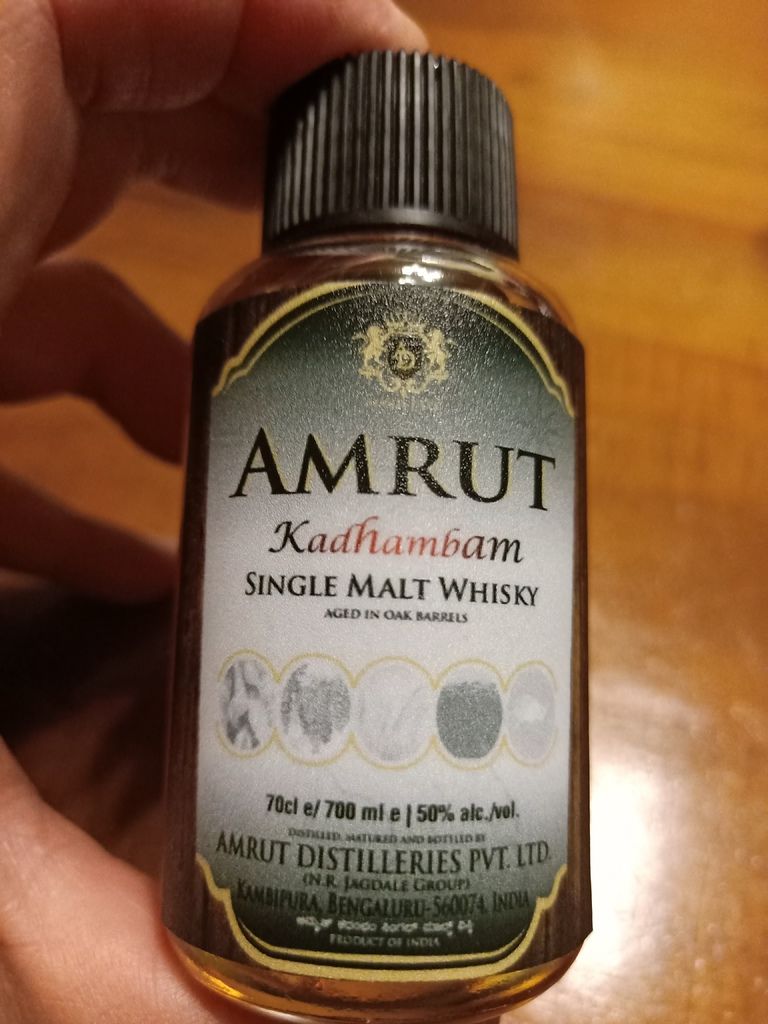 AMRUT
Kadhambam
SINGLE MALT WHISKY
AGED IN OAK BARRELS
70cl e/ 700 ml e | 50% alc./vol.
DISTILLED, MATURED AND BOTTLED BY
AMRUT DISTILLERIES PVT. LTD.
(N.R. JAGDALE GROUP)
KAMBIPURA, BENGALURU-560074, INDIA
PRODUCT OF INDIA